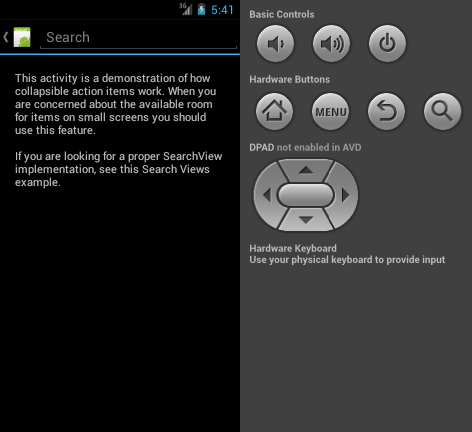 3G
5:41
Search
This activity is a demonstration of how
collapsible action items work. When you
are concerned about the available room
for items on small screens you should
use this feature.
If you are looking for a proper SearchView
implementation, see this Search Views
example.
Basic Controls
Hardware Buttons
MENU
DPAD not enabled in AVD
Hardware Keyboard
Use your physical keyboard to provide input